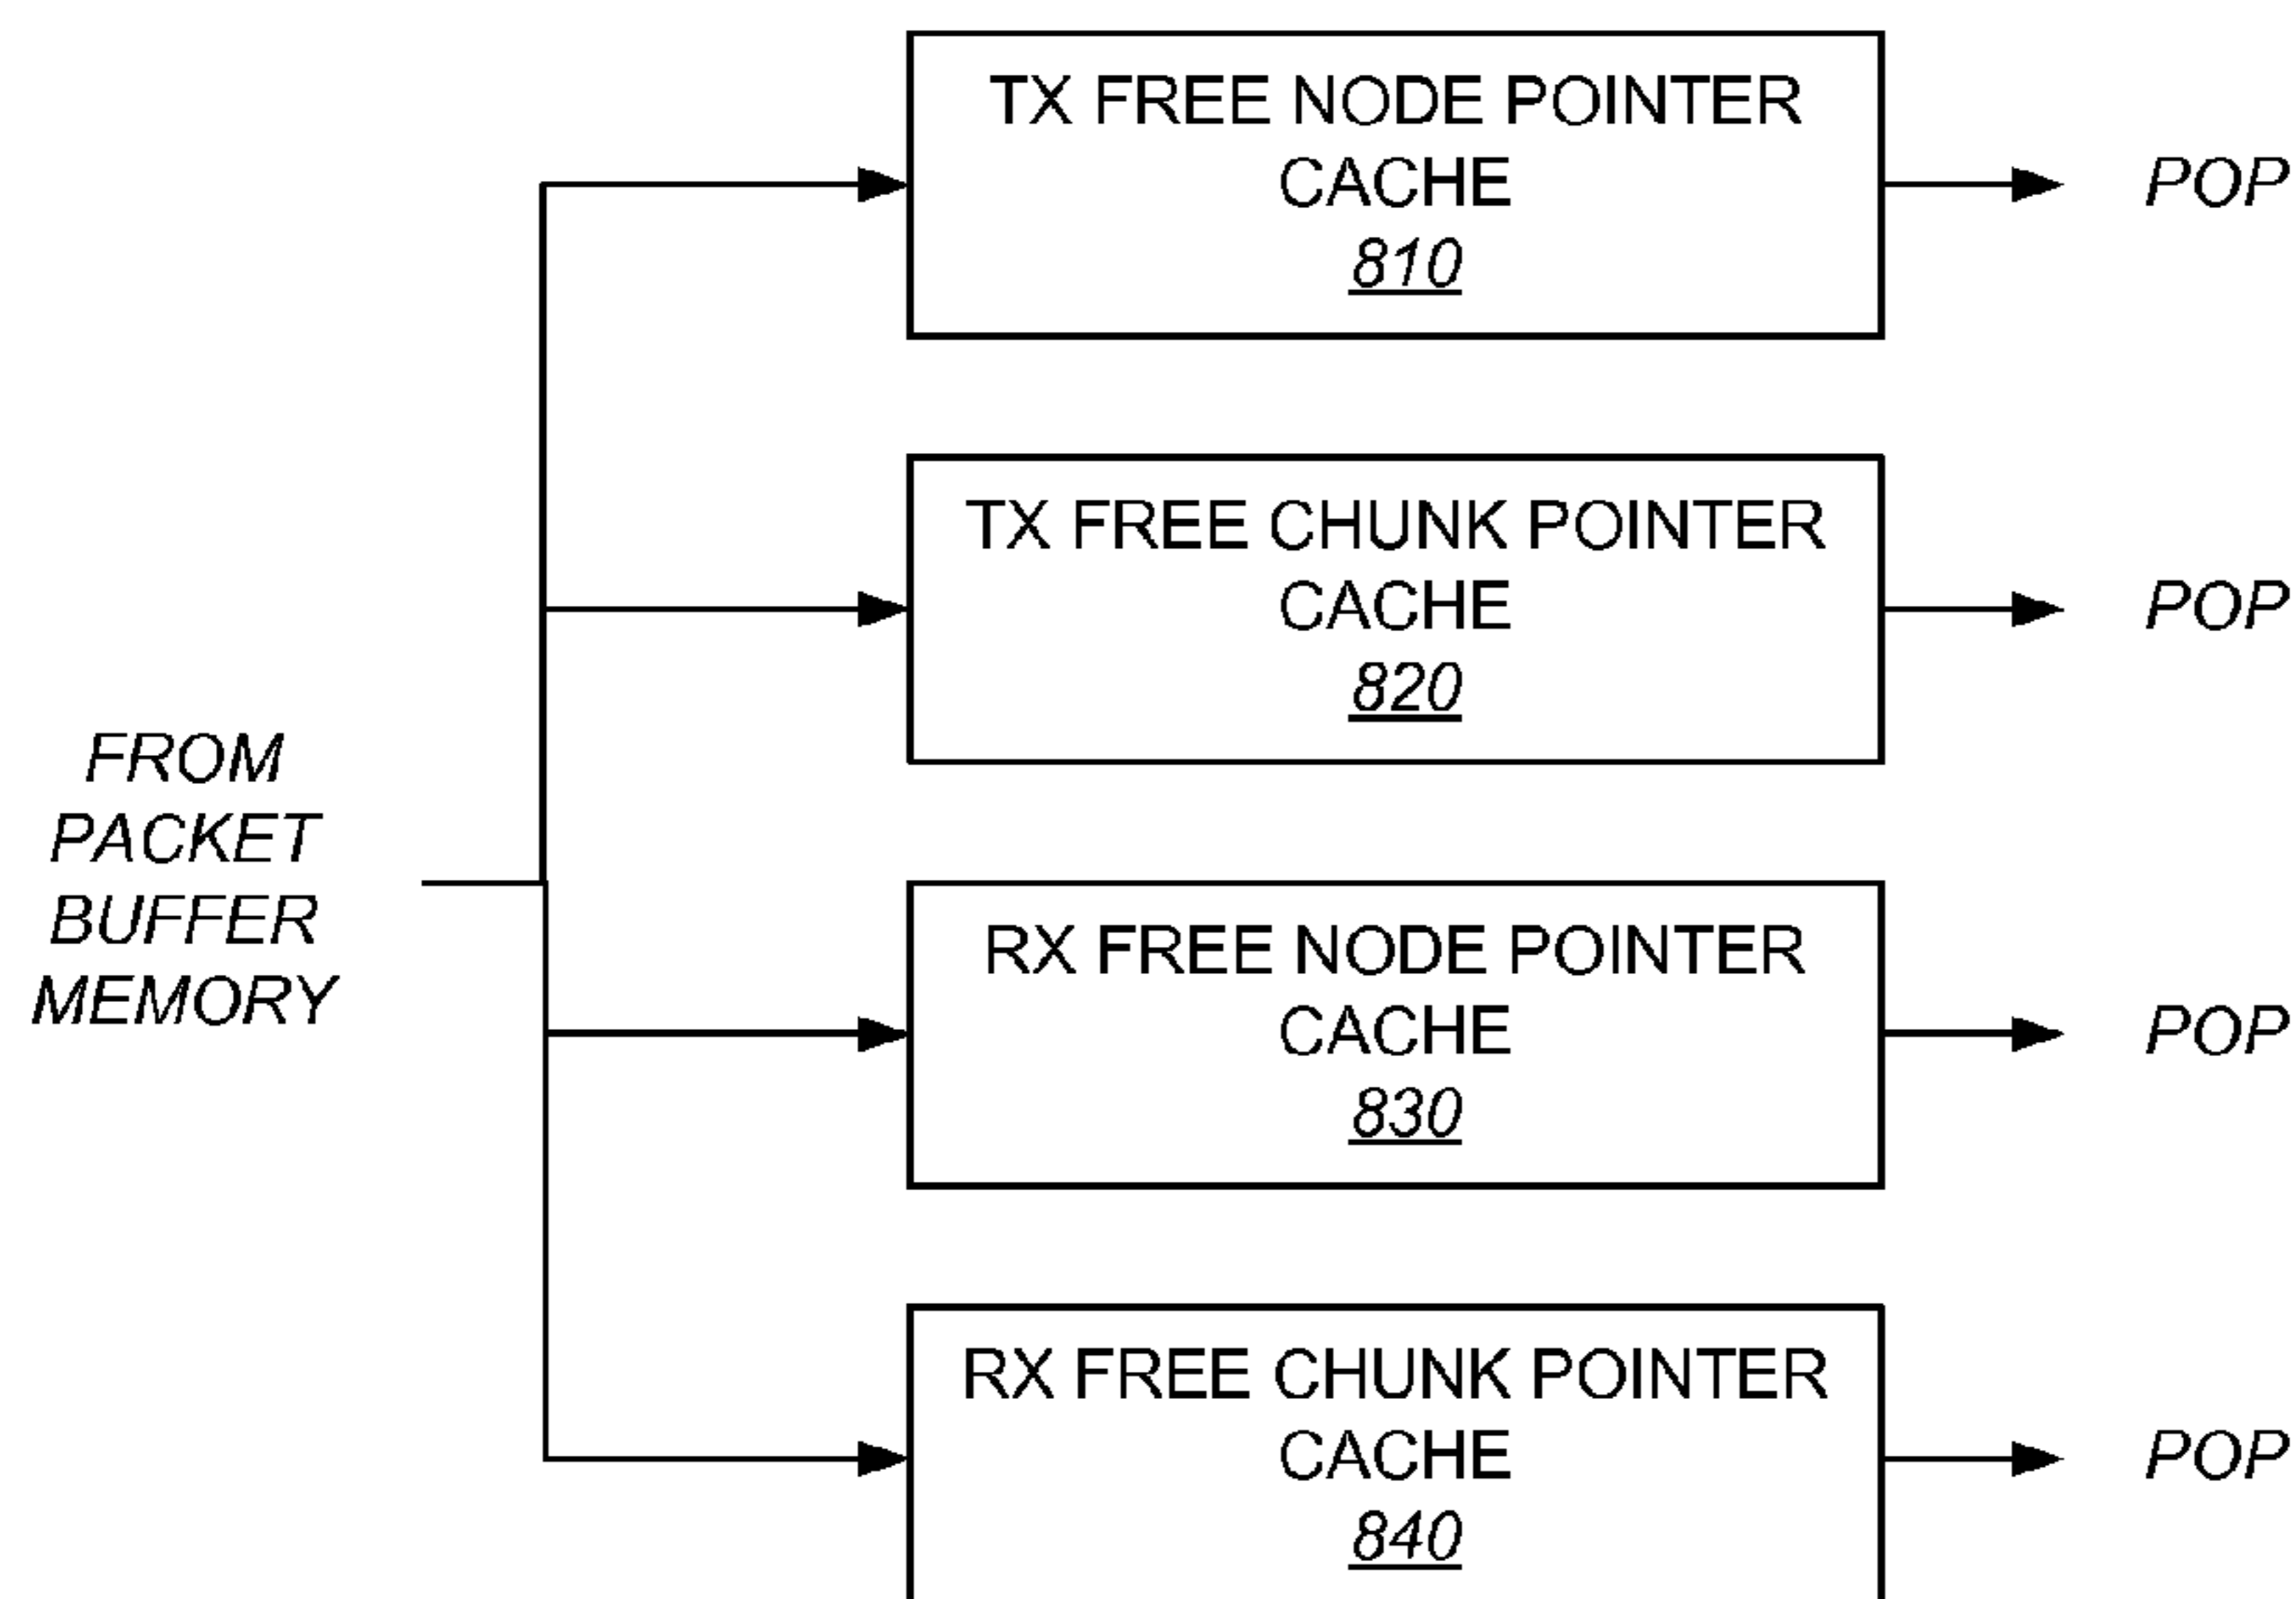 TX FREE NODE POINTER
CACHE
810
POP
TX FREE CHUNK POINTER
CACHE
820
POP
FROM
PACKET
BUFFER
MEMORY
RX FREE NODE POINTER
CACHE
830
POP
RX FREE CHUNK POINTER
CACHE
840
POP